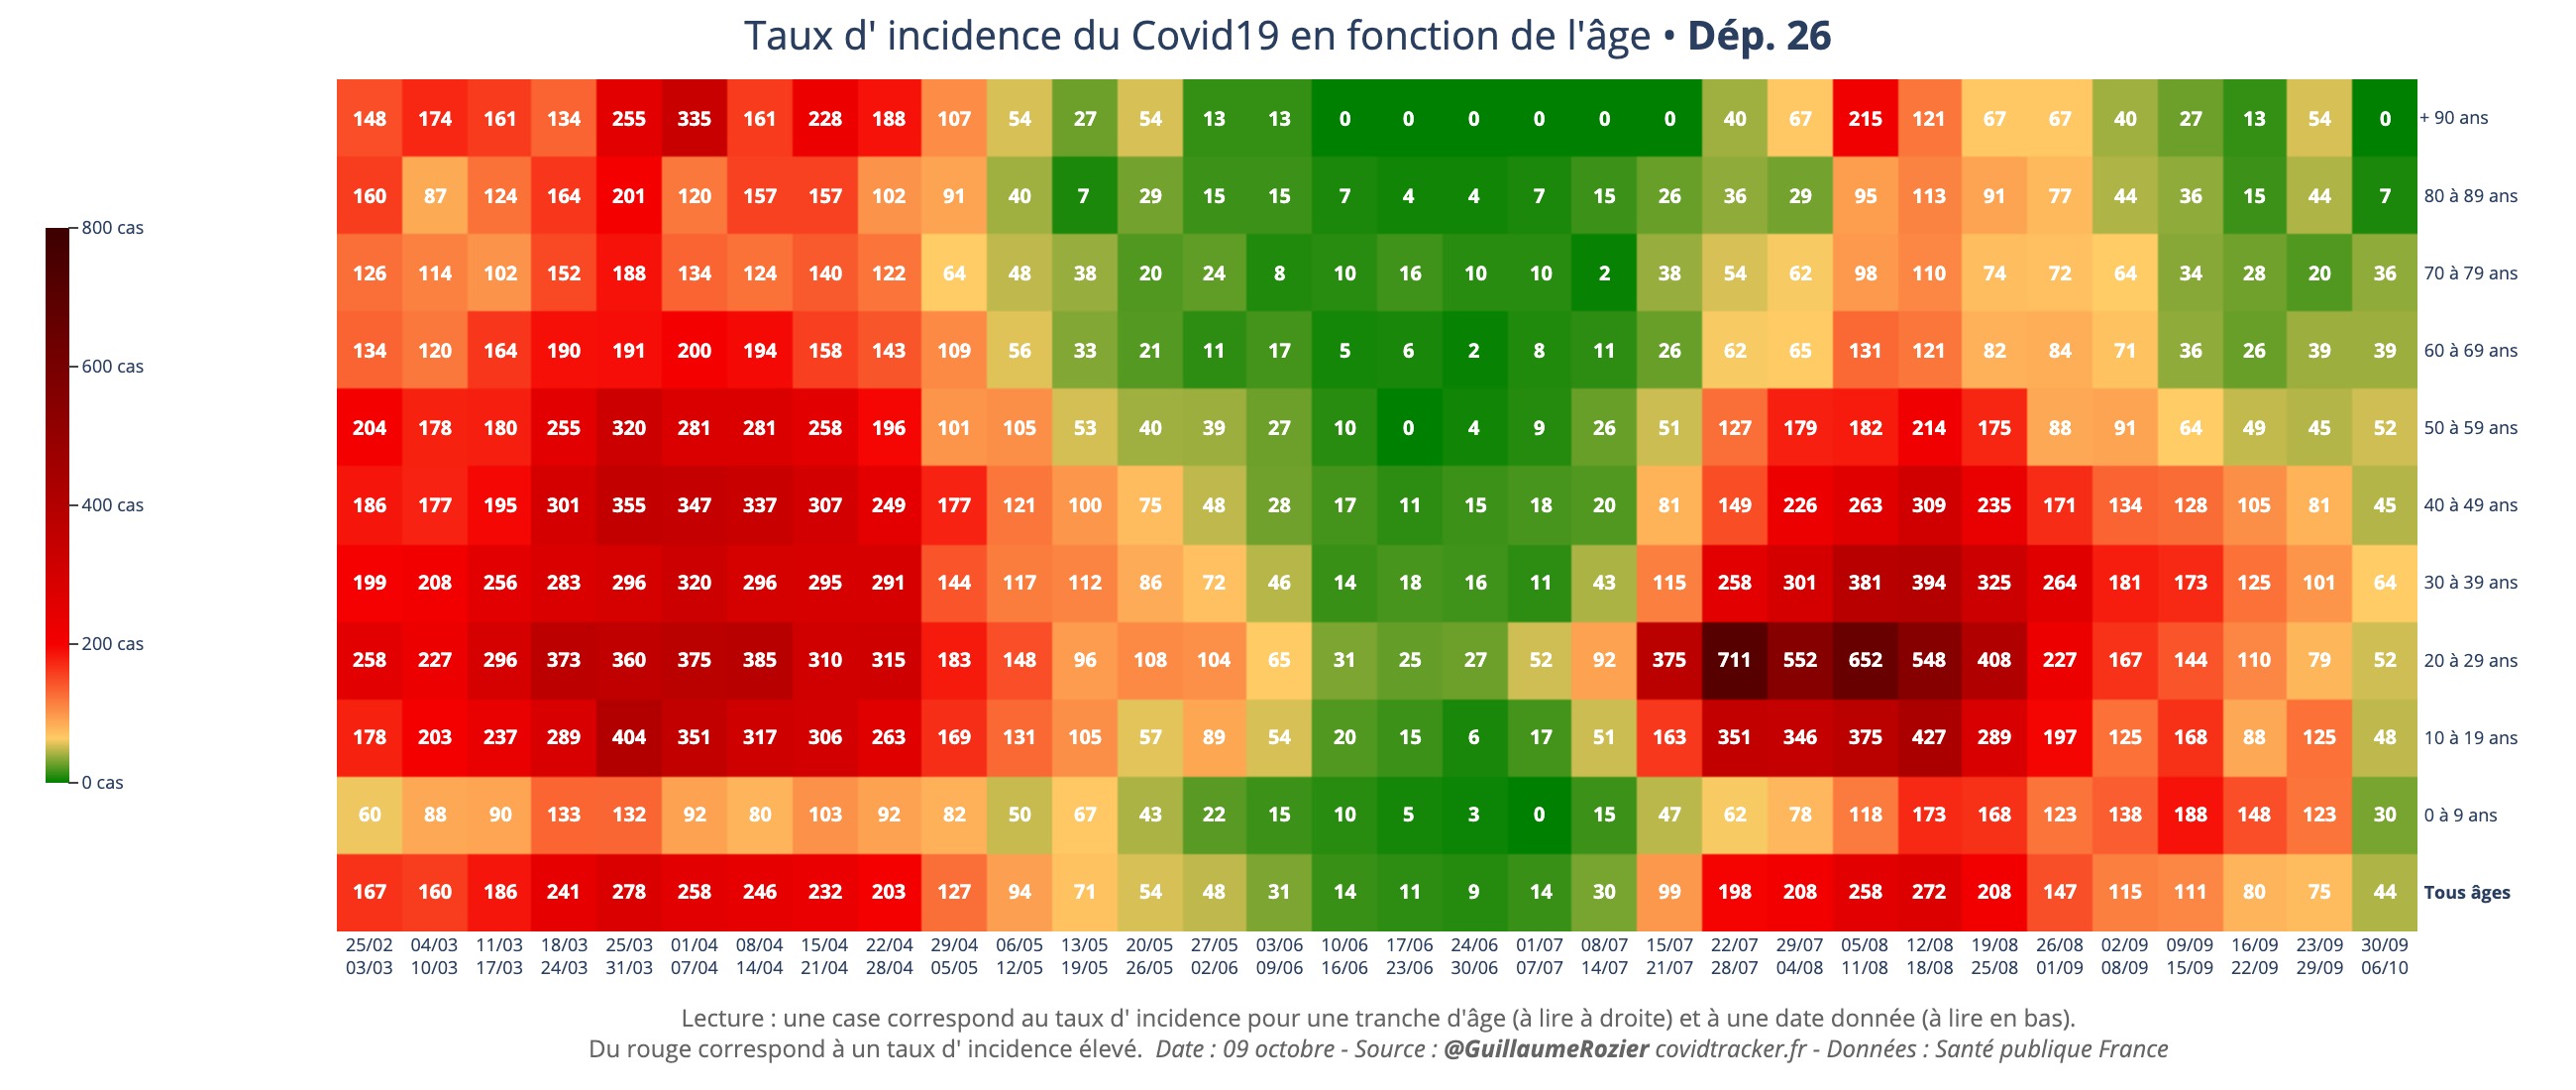 Taux d' incidence du Covid19 en fonction de l'âge • Dép. 26
148 174 161 134 255 335 161 228 188 107 54 27 54 13 13 0 0 0 0 0 0 40 67 215 121 67 67 40 27 13 54 0 + 90 ans
160 87 124 164 201 120 157 157 102 91 40 7 29 15 15 7 4 4 7 15 26 36 29 95 113 91 77 44 36 15 44 7 80 à 89 ans
800 cas
126 114 102 152 188 134 124 140 122 64 48 38 20 24 8 10 16 10 10 2 38 54 62 98 110 74 72 64 34 28 20 36 70 à 79 ans
134 120 164 190 191 200 194 158 143 109 56 33 21 11 17 5 6 2 8 11 26 62 65 131 121 82 84 71 36 26 39 39 60 à 69 ans
600 cas
204 178 180 255 320 281 281 258 196 101 105 53 40 39 27 10 0 4 9 26 51 127 179 182 214 175 88 91 64 49 45 52 50 à 59 ans
400 cas
186 177 195 301 355 347 337 307 249 177 121 100 75 48 28 17 11 15 18 20 81 149 226 263 309 235 171 134 128 105 81 45 40 à 49 ans
199 208 256 283 296 320 296 295 291 144 117 112 86 72 46 14 18 16 11 43 115 258 301 381 394 325 264 181 173 125 101 64 30 à 39 ans
200 cas
258 227 296 373 360 375 385 310 315 183 148 96 108 104 65 31 25 27 52 92 375 711 552 652 548 408 227 167 144 110 79 52 20 à 29 ans
178 203 237 289 404 351 317 306 263 169 131 105 57 89 54 20 15 6 17 51 163 351 346 375 427 289 197 125 168 88 125 48 10 à 19 ans
0 cas
60 88 90 133 132 92 80 103 92 82 50 67 43 22 15 10 5 3 0 15 47 62 78 118 173 168 123 138 188 148 123 30 0 à 9 ans
167 160 186 241 278 258 246 232 203 127 94 71 54 48 31 14 11 9 14 30 99 198 208 258 272 208 147 115 111 80 75 44 Tous âges
25/02 04/03 11/03 18/03 25/03 01/04 08/04 15/04 22/04 29/04 06/05 13/05 20/05 27/05 03/06 10/06 17/06 24/06 01/07 08/07 15/07 22/07 29/07 05/08 12/08 19/08 26/08 02/09 09/09 16/09 23/09 30/09
03/03 10/03 17/03 24/03 31/03 07/04 14/04 21/04 28/04 05/05 12/05 19/05 26/05 02/06 09/06 16/06 23/06 30/06 07/07 14/07 21/07 28/07 04/08 11/08 18/08 25/08 01/09 08/09 15/09 22/09 29/09 06/10
Lecture : une case correspond au taux d' incidence pour une tranche d'âge (à lire à droite) et à une date donnée (à lire en bas).
Du rouge correspond à un taux d' incidence élevé. Date : 09 octobre - Source : @GuillaumeRozier covidtracker.fr - Données : Santé publique France